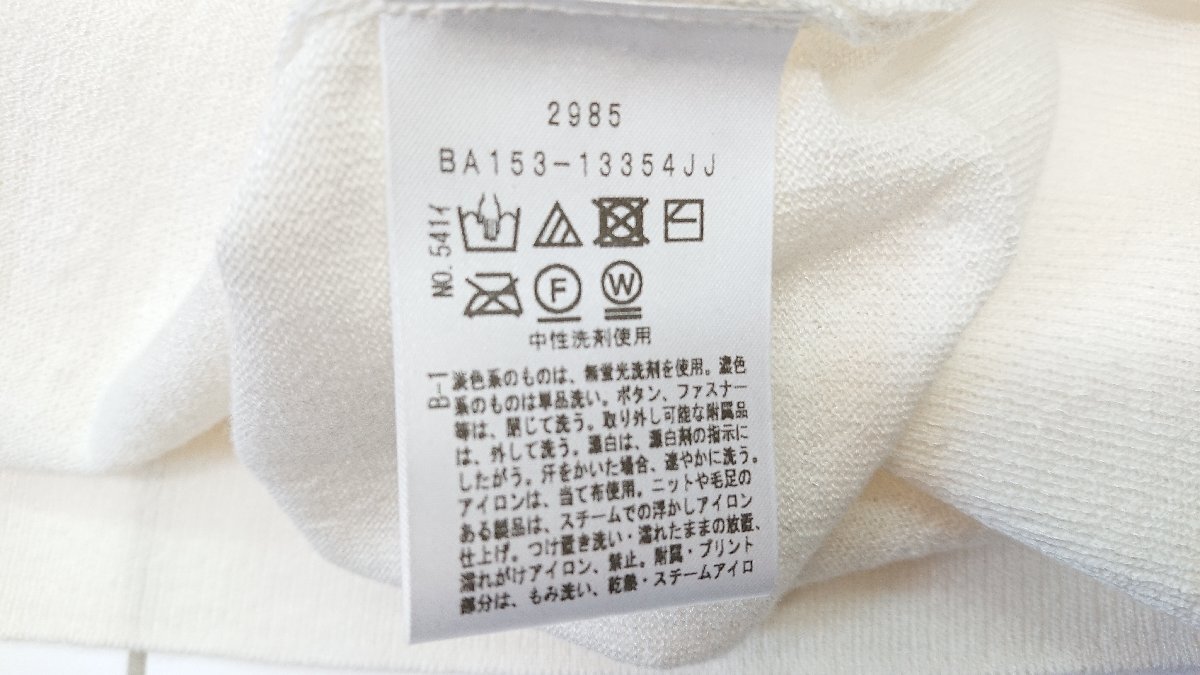 2985
BA153-13354JJ
NO.541イ
F W
中性洗剤使用
B-1
淡色系のものは、無蛍光洗剤を使用。濃色
系のものは単品洗い。ボタン、ファスナー
等は、閉じて洗う。取り外し可能な附属品
は、外して洗う。漂白は、漂白剤の指示に
したがう。汗をかいた場合、速やかに洗う。
アイロンは、当て布使用。ニットや毛足の
ある製品は、スチームでの浮かしアイロン
仕上げ。つけ置き洗い・濡れたままの放置、
濡れがけアイロン、禁止。附属・プリント
部分は、もみ洗い、乾燥・スチームアイロ